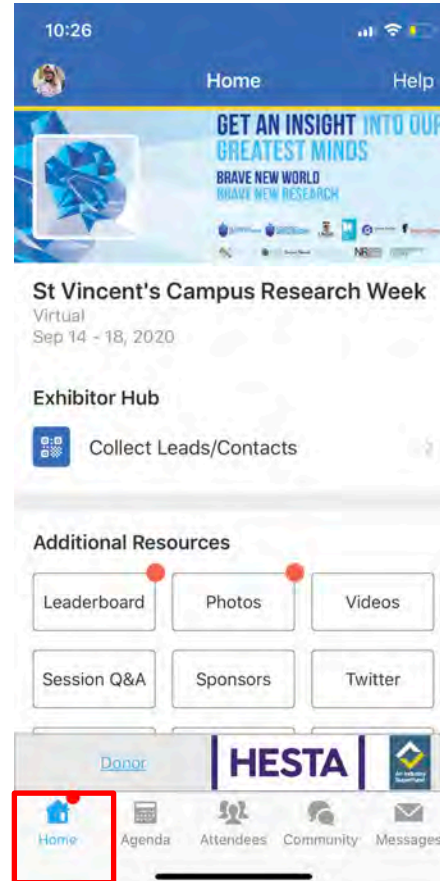 10:26
Home
Help
GET AN INSIGHT INTO OUR
GREATEST MINDS
BRAVE NEW WORLD
BRAVE NEW RESEARCH
St Vincent's Campus Research Week
Virtual
Sep 14 - 18, 2020
Exhibitor Hub
Collect Leads/Contacts
Additional Resources
Leaderboard Photos Videos
Session Q&A Sponsors Twitter
Donor HESTA
Home Agenda Attendees Community Messages